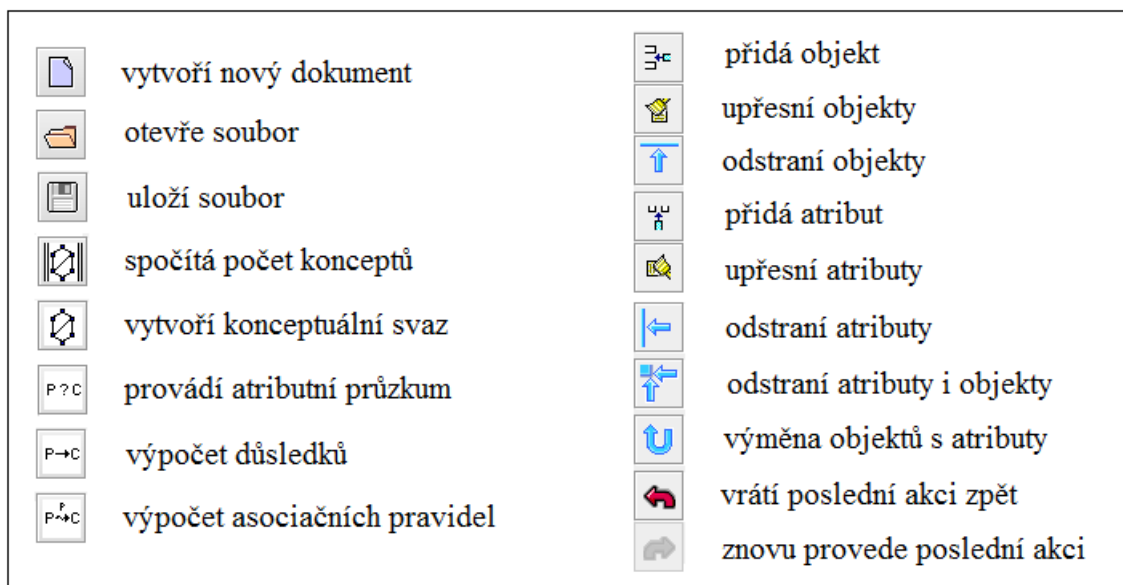 vytvoří nový dokument
otevře soubor
uloží soubor
spočítá počet konceptů
vytvoří konceptuální svaz
P?C provádí atributní průzkum
P→C výpočet důsledků
P P↝C výpočet asociačních pravidel
přidá objekt
upřesní objekty
odstraní objekty
přidá atribut
upřesní atributy
odstraní atributy
odstraní atributy i objekty
výměna objektů s atributy
vrátí poslední akci zpět
znovu provede poslední akci